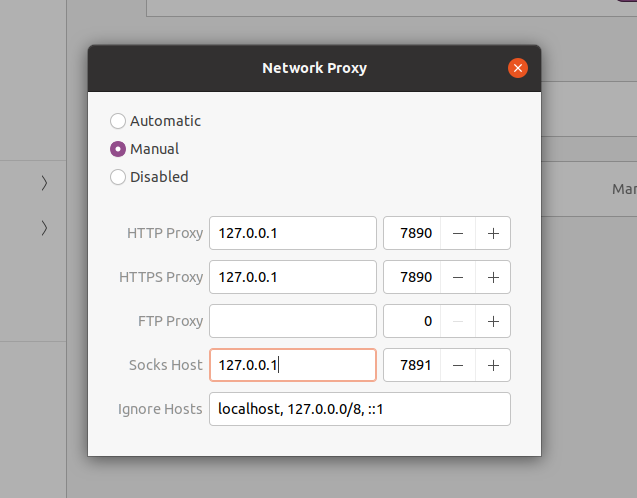 Network Proxy
Automatic
Manual
Disabled
HTTP Proxy 127.0.0.1 7890 − +
HTTPS Proxy 127.0.0.1 7890 − +
FTP Proxy 0 − +
Socks Host 127.0.0.1 7891 − +
Ignore Hosts localhost, 127.0.0.0/8, ::1